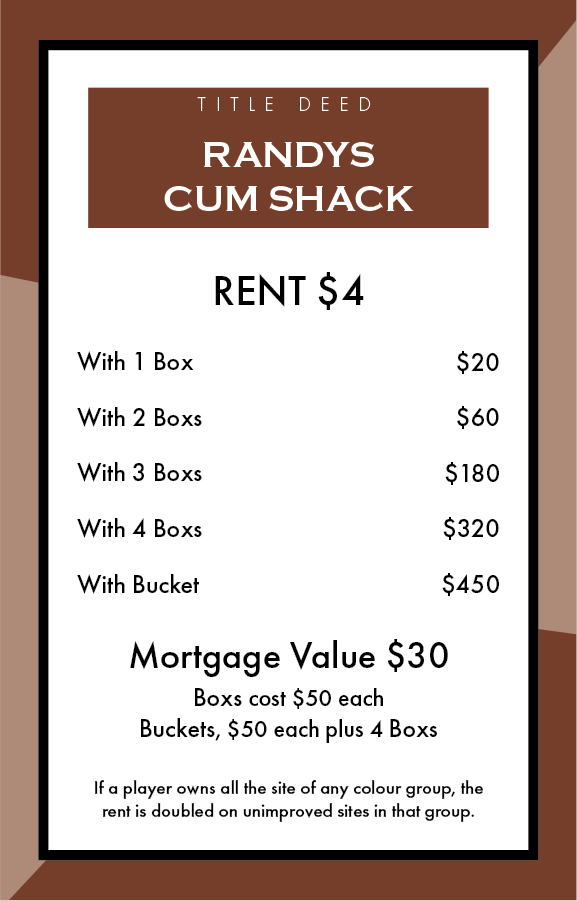 TITLE DEED
RANDYS
CUM SHACK
RENT $4
With 1 Box $20
With 2 Boxs $60
With 3 Boxs $180
With 4 Boxs $320
With Bucket $450
Mortgage Value $30
Boxs cost $50 each
Buckets, $50 each plus 4 Boxs
If a player owns all the site of any colour group, the
rent is doubled on unimproved sites in that group.